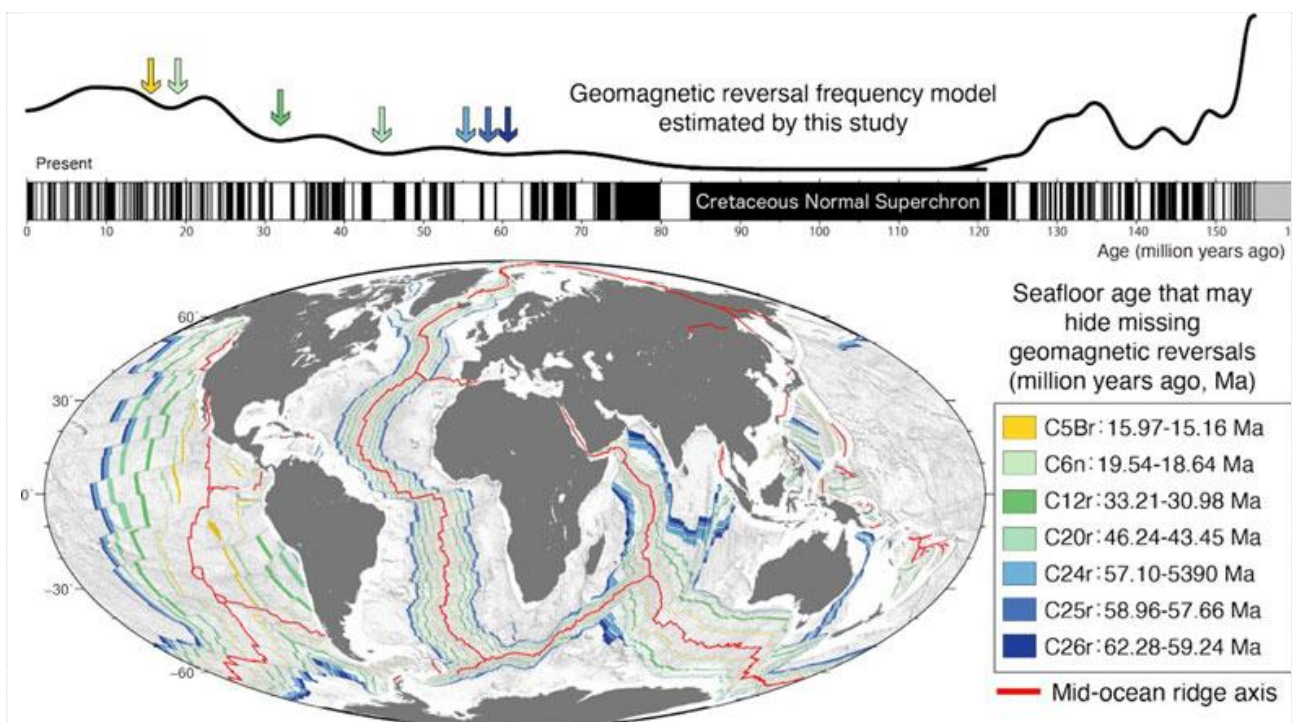 Geomagnetic reversal frequency model
estimated by this study
Present
Cretaceous Normal Superchron
0 10 20 30 40 50 60 70 80 90 100 110 120 130 140 150
Age (million years ago)
60°
30°
0°
−30°
−60
Seafloor age that may
hide missing
geomagnetic reversals
(million years ago, Ma)
C5Br:15.97-15.16 Ma
C6n:19.54-18.64 Ma
C12r:33.21-30.98 Ma
C20r:46.24-43.45 Ma
C24r:57.10-5390 Ma
C25r:58.96-57.66 Ma
C26r:62.28-59.24 Ma
Mid-ocean ridge axis